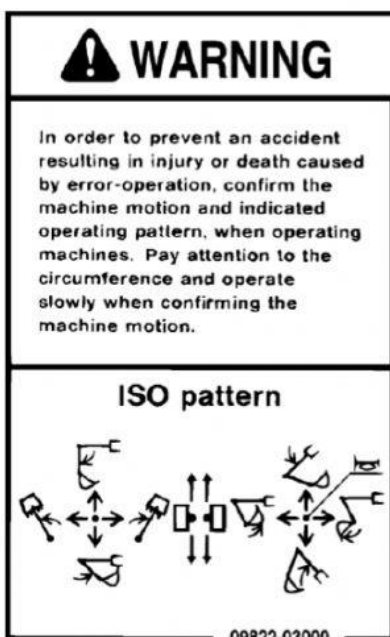 WARNING
In order to prevent an accident
resulting in injury or death caused
by error-operation, confirm the
machine motion and indicated
operating pattern, when operating
machines. Pay attention to the
circumference and operate
slowly when confirming the
machine motion.
ISO pattern
09822-03000